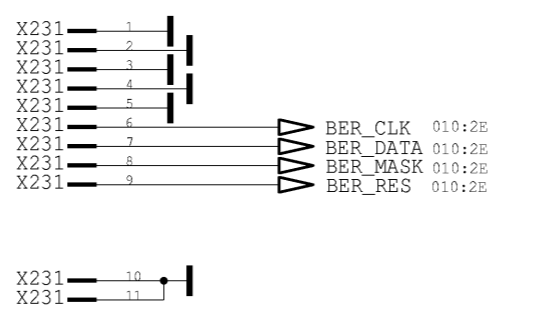 X231 1
X231 2
X231 3
X231 4
X231 5
X231 6 BER_CLK 010:2E
X231 7 BER_DATA 010:2E
X231 8 BER_MASK 010:2E
X231 9 BER_RES 010:2E
X231 10
X231 11